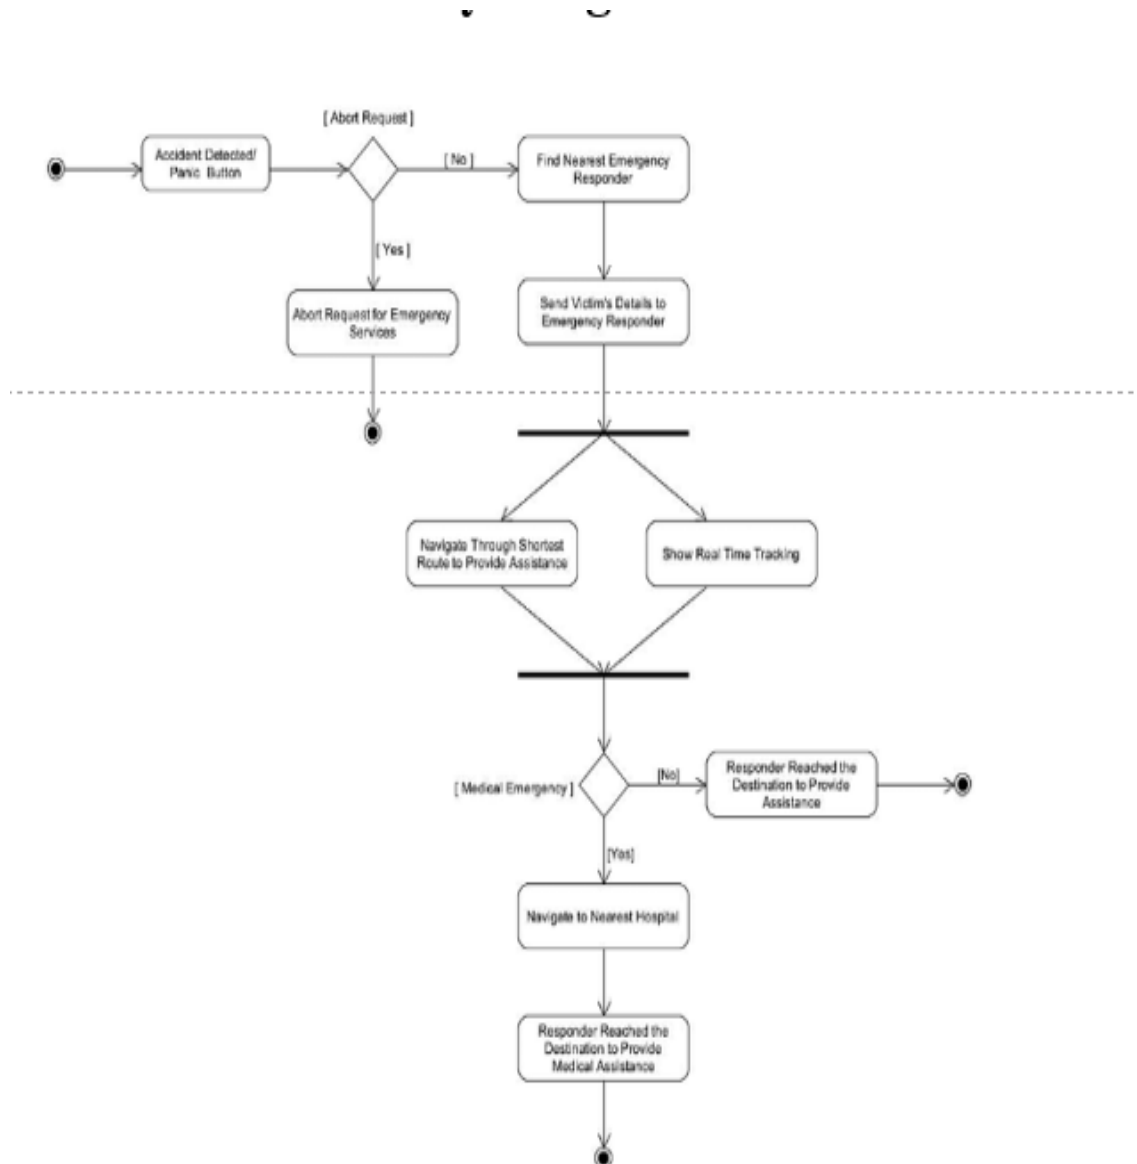 [ Abort Request ]
Accident Detected/
Panic Button
[ No ]
Find Nearest Emergency
Responder
[ Yes ]
Abort Request for Emergency
Services
Send Victim's Details to
Emergency Responder
Navigate Through Shortest
Route to Provide Assistance
Show Real Time Tracking
[ Medical Emergency ]
[No]
Responder Reached the
Destination to Provide
Assistance
[Yes]
Navigate to Nearest Hospital
Responder Reached the
Destination to Provide
Medical Assistance